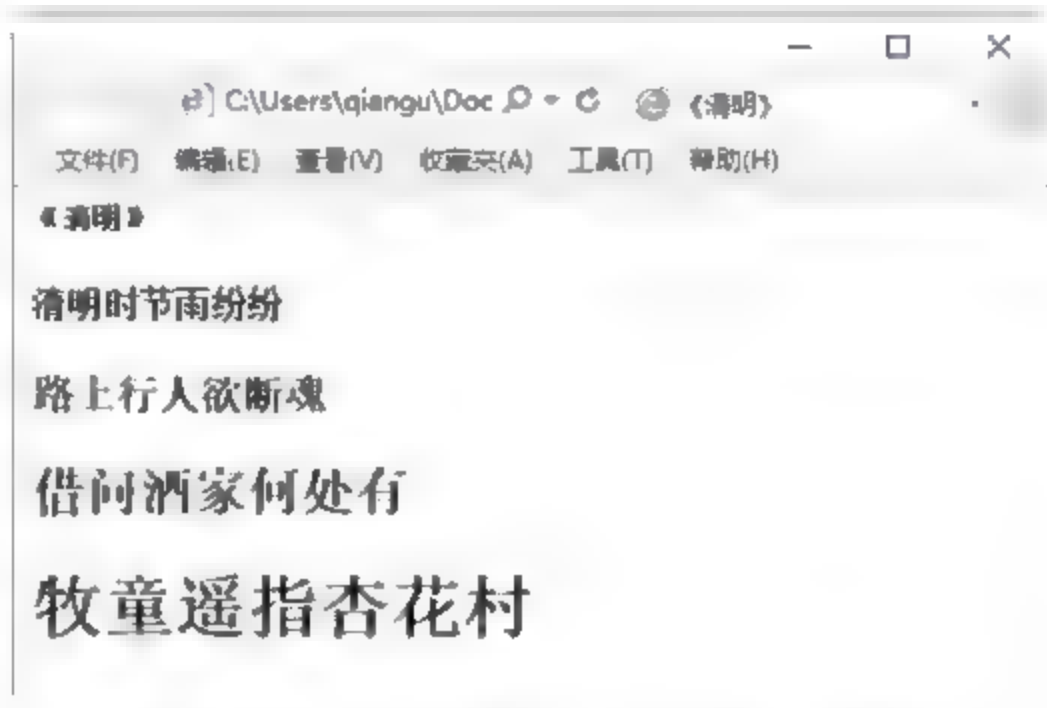 C:\Users\qiangu\Doc 《清明》
文件(F) 编辑(E) 查看(V) 收藏夹(A) 工具(T) 帮助(H)
《清明》
清明时节雨纷纷
路上行人欲断魂
借问酒家何处有
牧童遥指杏花村